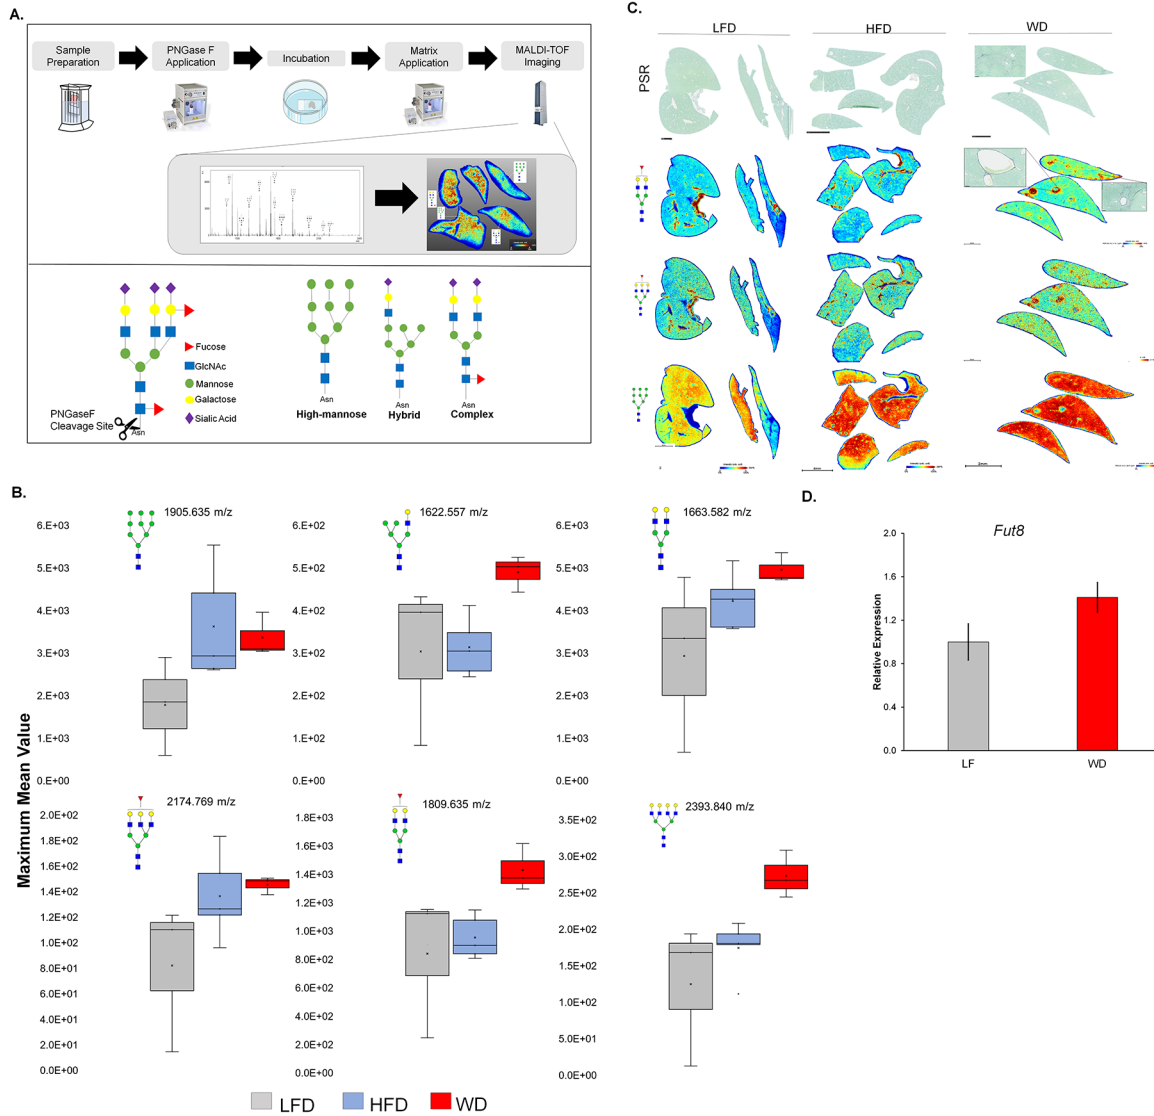 A.
Sample
Preparation
PNGase F
Application
Incubation
Matrix
Application
MALDI-TOF
Imaging
Fucose
GlcNAc
Mannose
Galactose
Sialic Acid
PNGaseF
Cleavage Site
Asn
Asn
High-mannose
Asn
Hybrid
Asn
Complex
B.
Maximum Mean Value
1905.635 m/z
6.E+03
5.E+03
4.E+03
3.E+03
2.E+03
1.E+03
0.E+00
1622.557 m/z
6.E+02
5.E+02
4.E+02
3.E+02
2.E+02
1.E+02
0.E+00
1663.582 m/z
6.E+03
5.E+03
4.E+03
3.E+03
2.E+03
1.E+03
0.E+00
2174.769 m/z
2.0E+02
1.8E+02
1.6E+02
1.4E+02
1.2E+02
1.0E+02
8.0E+01
6.0E+01
4.0E+01
2.0E+01
0.0E+00
1809.635 m/z
1.8E+03
1.6E+03
1.4E+03
1.2E+03
1.0E+03
8.0E+02
6.0E+02
4.0E+02
2.0E+02
0.0E+00
2393.840 m/z
3.5E+02
3.0E+02
2.5E+02
2.0E+02
1.5E+02
1.0E+02
5.0E+01
0.0E+00
LFD
HFD
WD
C.
LFD
HFD
WD
PSR
D.
Fut8
Relative Expression
2.0
1.6
1.2
0.8
0.4
0.0
LF
WD